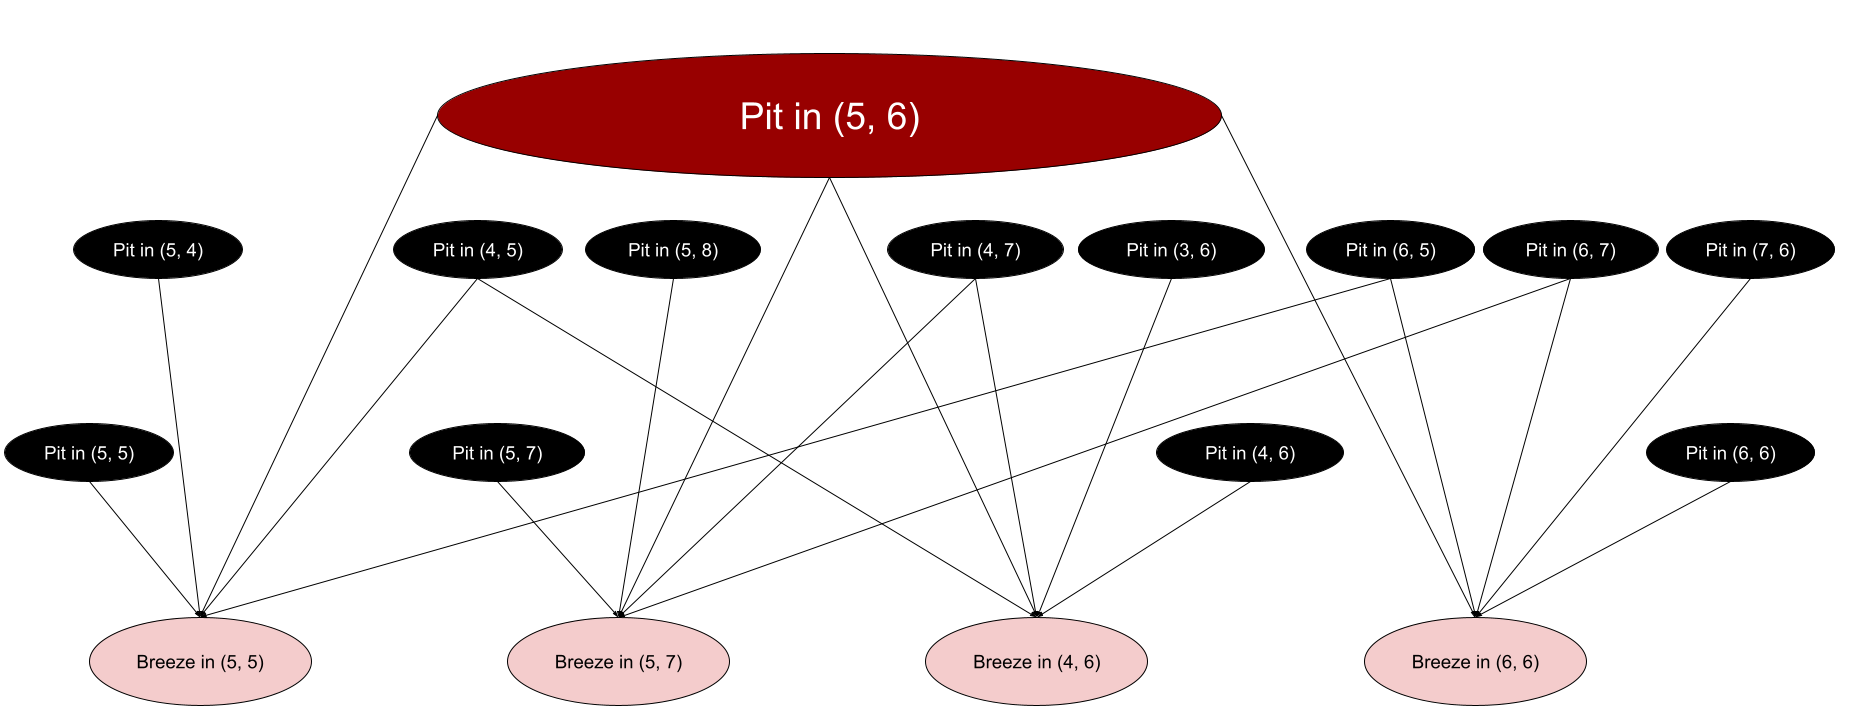 Pit in (5, 6)
Pit in (5, 4)
Pit in (4, 5)
Pit in (5, 8)
Pit in (4, 7)
Pit in (3, 6)
Pit in (6, 5)
Pit in (6, 7)
Pit in (7, 6)
Pit in (5, 5)
Pit in (5, 7)
Pit in (4, 6)
Pit in (6, 6)
Breeze in (5, 5)
Breeze in (5, 7)
Breeze in (4, 6)
Breeze in (6, 6)